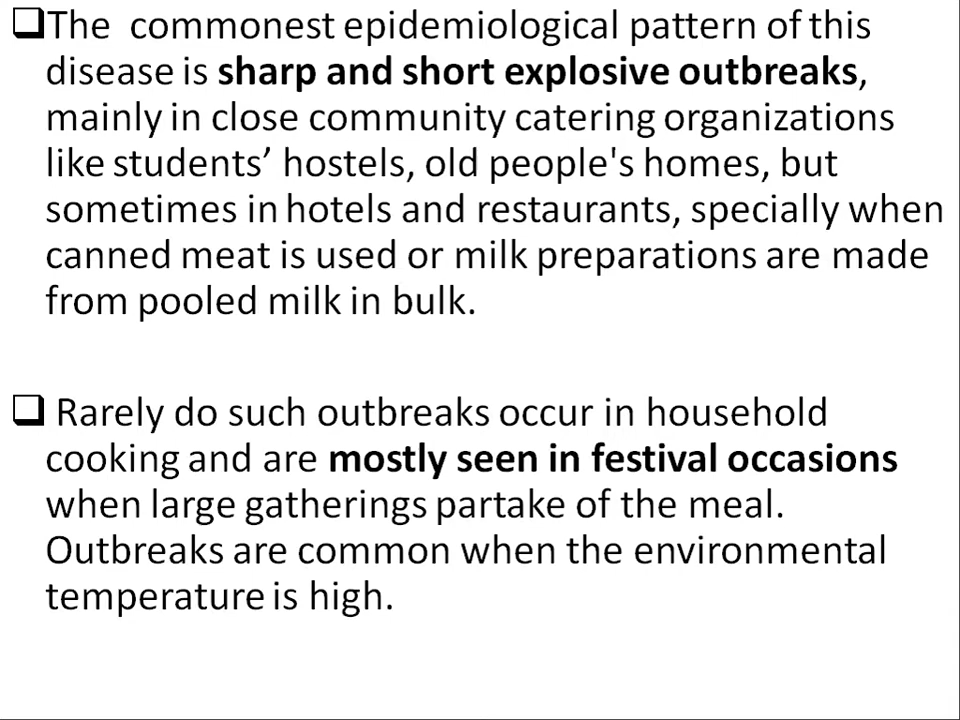 ❑The commonest epidemiological pattern of this
disease is sharp and short explosive outbreaks,
mainly in close community catering organizations
like students’ hostels, old people's homes, but
sometimes in hotels and restaurants, specially when
canned meat is used or milk preparations are made
from pooled milk in bulk.
❑ Rarely do such outbreaks occur in household
cooking and are mostly seen in festival occasions
when large gatherings partake of the meal.
Outbreaks are common when the environmental
temperature is high.